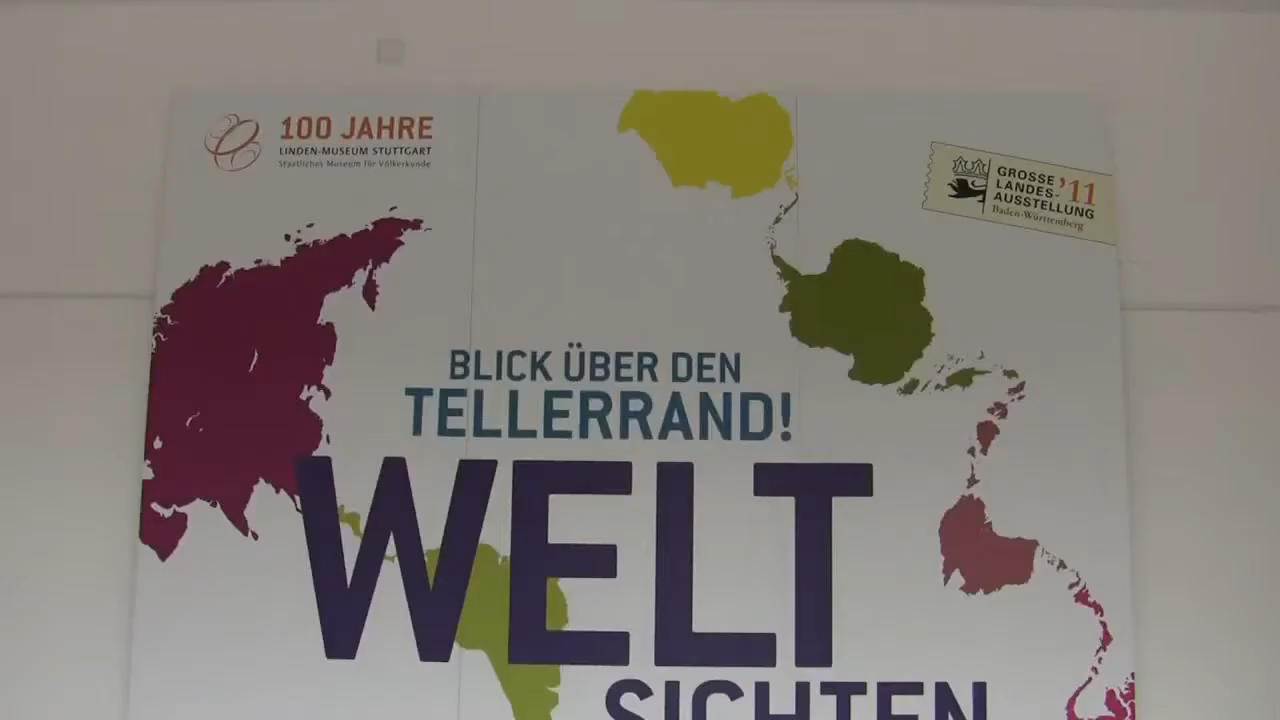 100 JAHRE
LINDEN-MUSEUM STUTTGART
Staatliches Museum für Völkerkunde
GROSSE
LANDES-
AUSSTELLUNG
'11
Baden-Württemberg
BLICK ÜBER DEN
TELLERRAND!
WELT
SICHTEN